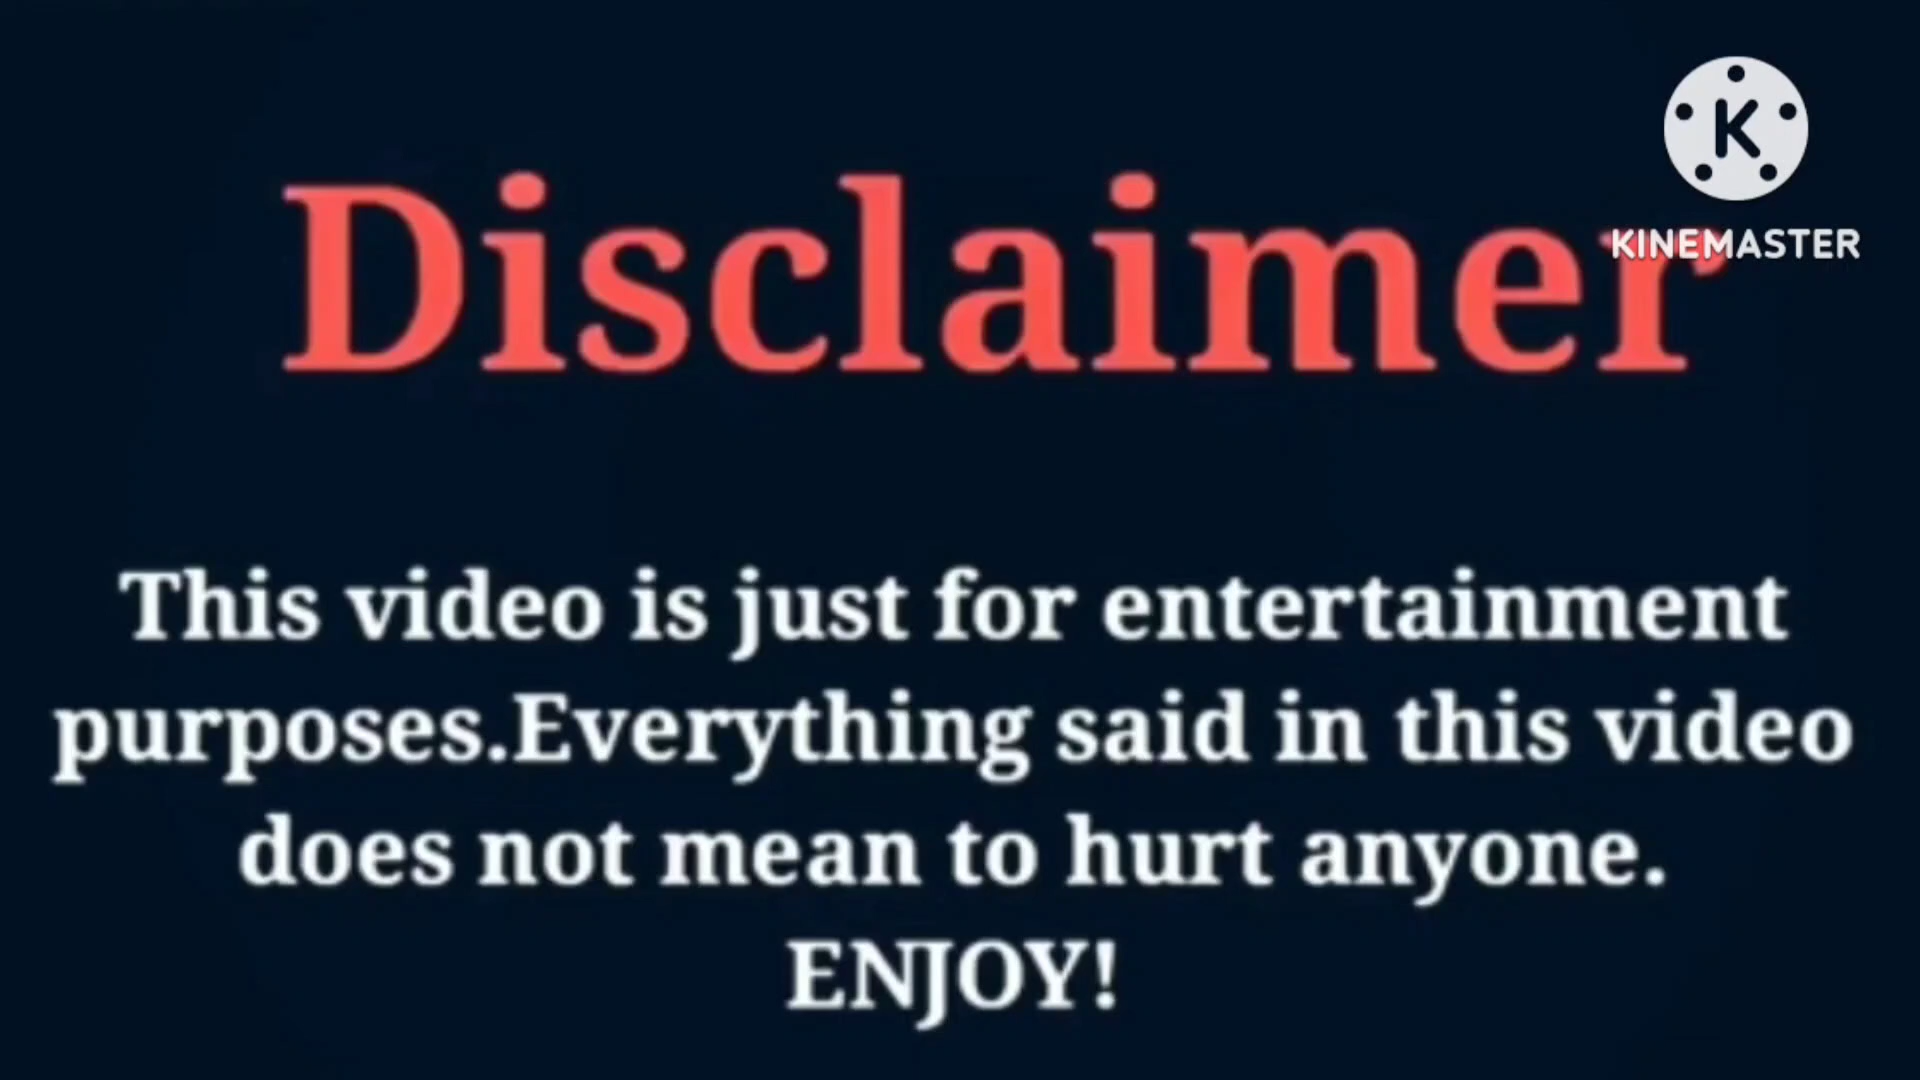 K
KINEMASTER
Disclaimer
This video is just for entertainment
purposes.Everything said in this video
does not mean to hurt anyone.
ENJOY!